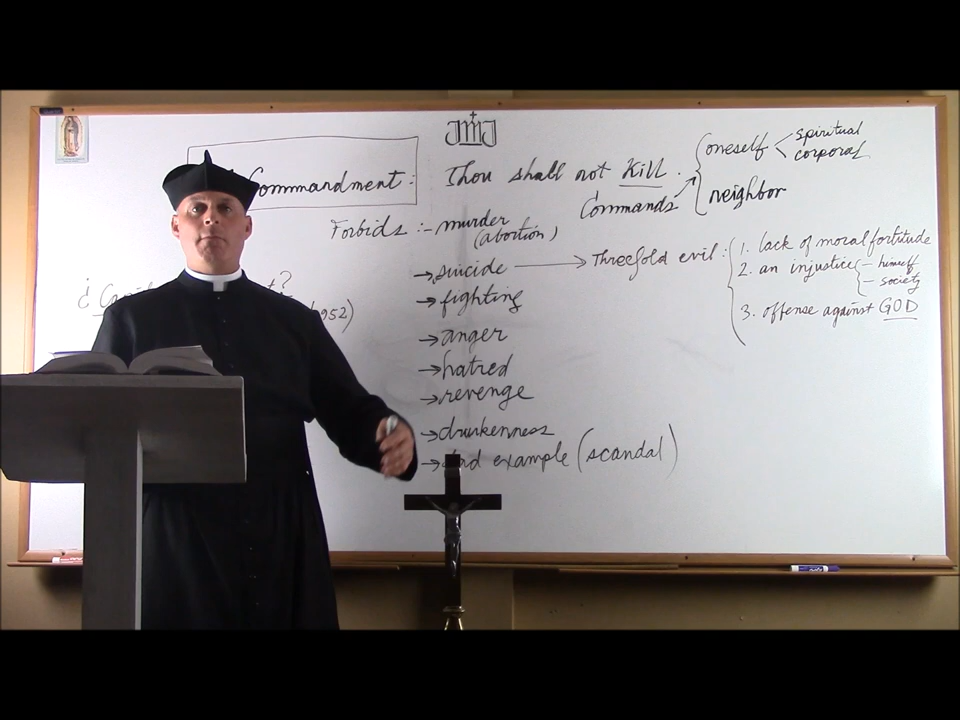 JMJ
Commandment:
Thou shall not Kill.
Commands
oneself
spiritual
corporal
neighbor
Forbids :- murder
(abortion)
→ suicide → Threefold evil :
1. lack of moral fortitude
2. an injustice
- himself
- society
3. offense against GOD
→ fighting
→ anger
→ hatred
→ revenge
→ drunkenness
→ bad example (scandal)
¿ ?
1952)